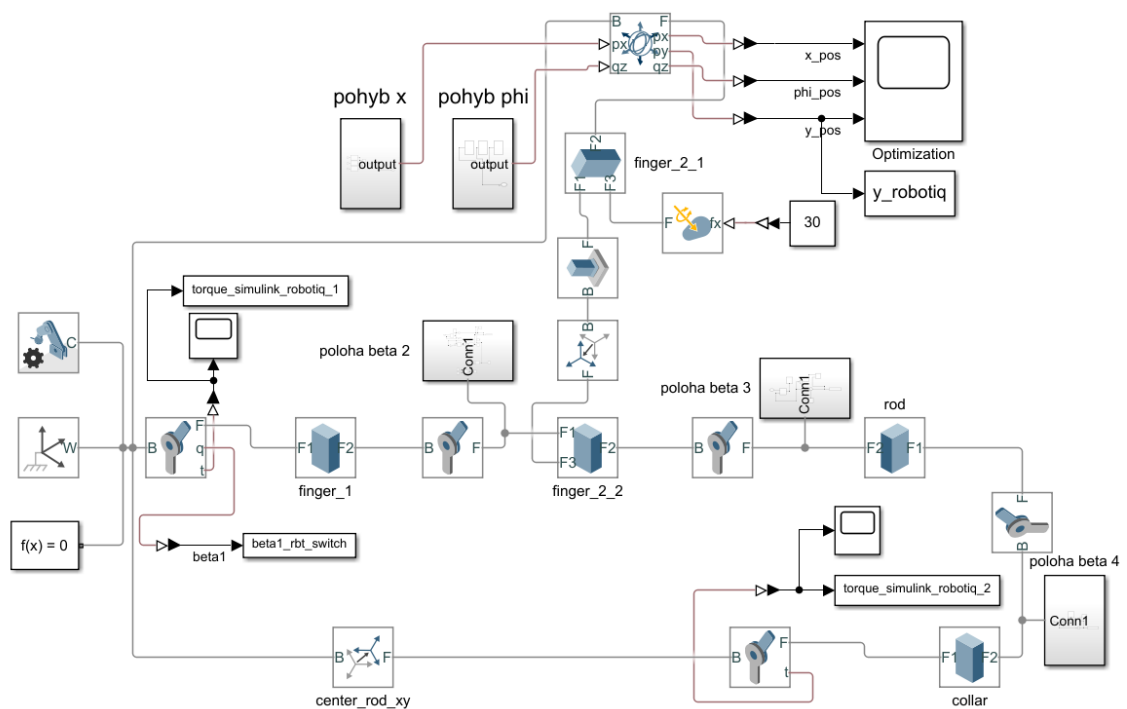 B F
px px
py
qz qz
x_pos
phi_pos
y_pos
Optimization
pohyb x
pohyb phi
output
output
F2
finger_2_1
F1 F3
y_robotiq
F fx
30
F
B
torque_simulink_robotiq_1
B
F
poloha beta 2
Conn1
C
poloha beta 3
Conn1
rod
W
B F
q
t
F1 F2
B F
F1 F2
F3
B F
F2 F1
finger_1
finger_2_2
F
B
f(x) = 0
beta1
beta1_rbt_switch
poloha beta 4
torque_simulink_robotiq_2
Conn1
B F
B F
t
F1 F2
center_rod_xy
collar